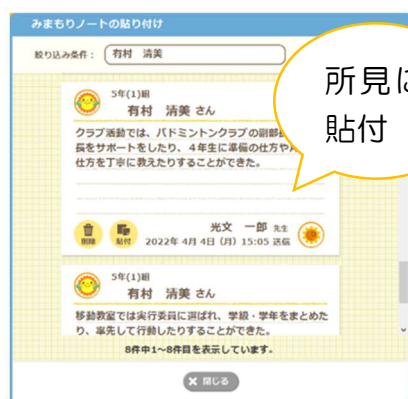 みまもりノートの貼り付け
絞り込み条件： 有村 清美
所見に
貼付
5年(1)組
有村 清美 さん
クラブ活動では、バドミントンクラブの副部
長をサポートしたり、４年生に準備の仕方や
仕方を丁寧に教えたりすることができた。
光文 一郎 先生
削除 貼付 2022年 4月 4日 (月) 15:05 送信
5年(1)組
有村 清美 さん
移動教室では実行委員に選ばれ、学級・学年をまとめた
り、率先して行動したりすることができた。
8件中1～8件目を表示しています。
× 閉じる